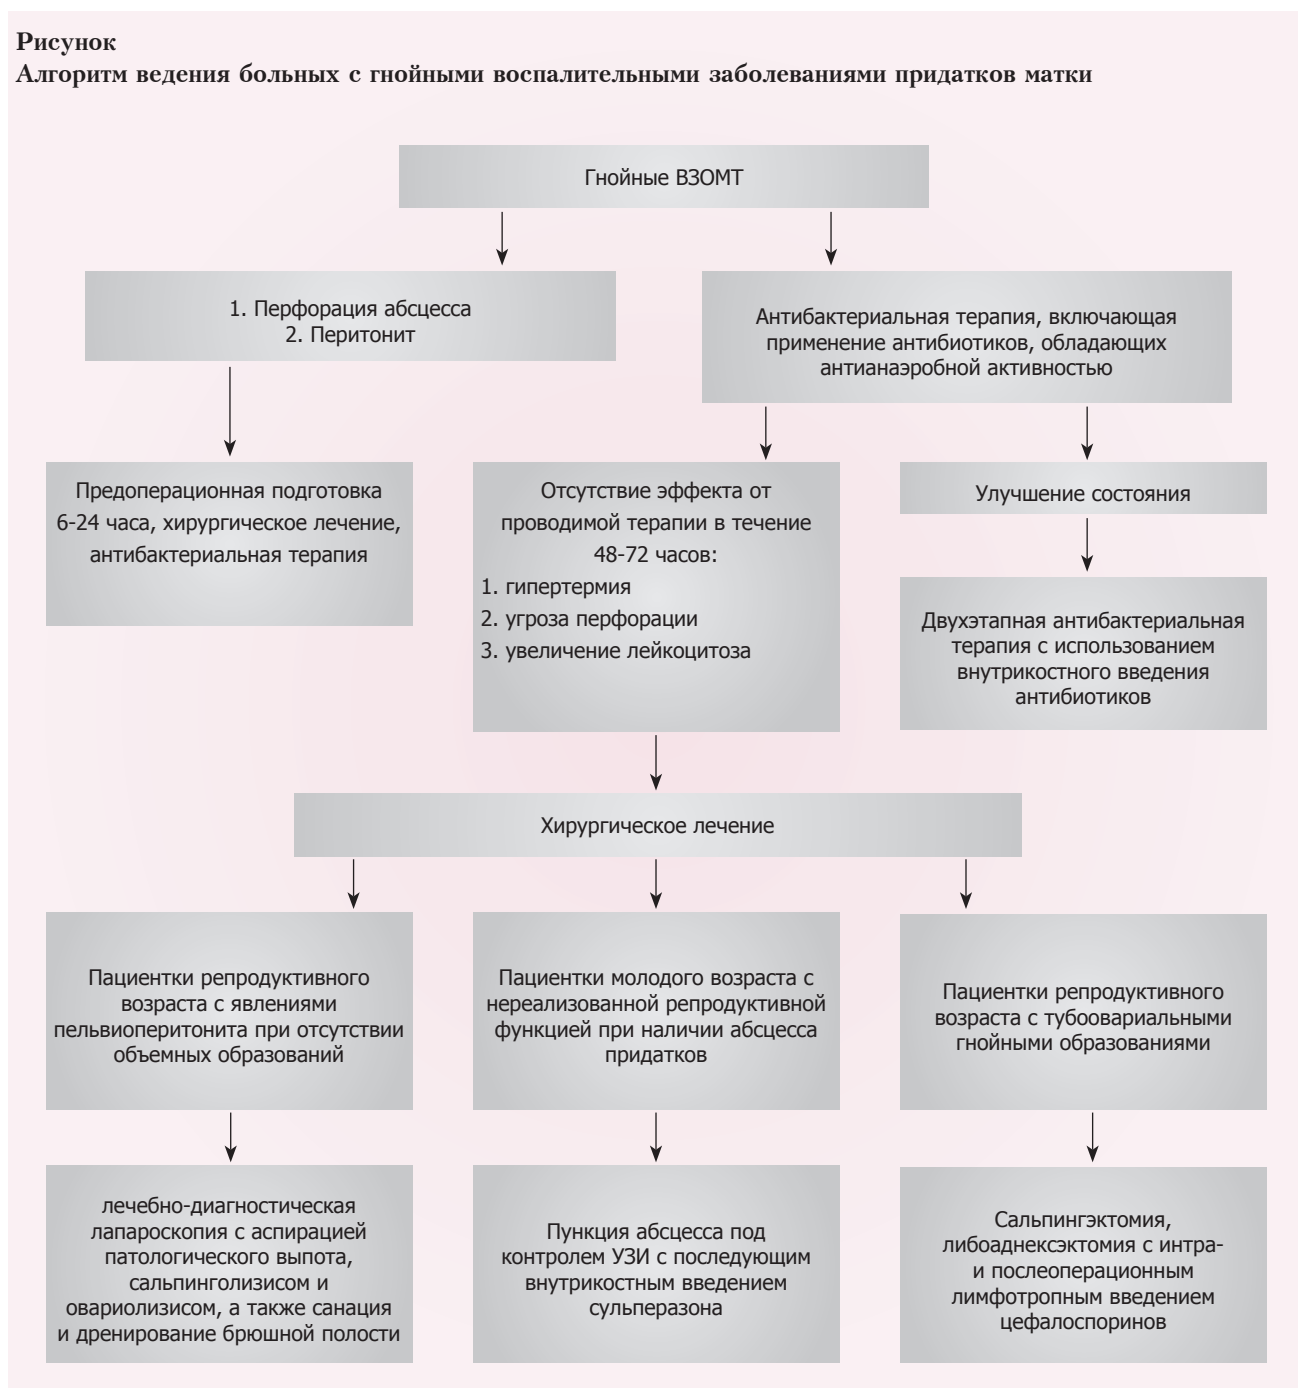 Рисунок
Алгоритм ведения больных с гнойными воспалительными заболеваниями придатков матки
Гнойные ВЗОМТ
1. Перфорация абсцесса
2. Перитонит
Антибактериальная терапия, включающая
применение антибиотиков, обладающих
антианаэробной активностью
Предоперационная подготовка
6-24 часа, хирургическое лечение,
антибактериальная терапия
Отсутствие эффекта от
проводимой терапии в течение
48-72 часов:
1. гипертермия
2. угроза перфорации
3. увеличение лейкоцитоза
Улучшение состояния
Двухэтапная антибактериальная
терапия с использованием
внутрикостного введения
антибиотиков
Хирургическое лечение
Пациентки репродуктивного
возраста с явлениями
пельвиоперитонита при отсутствии
объемных образований
Пациентки молодого возраста с
нереализованной репродуктивной
функцией при наличии абсцесса
придатков
Пациентки репродуктивного
возраста с тубоовариальными
гнойными образованиями
лечебно-диагностическая
лапароскопия с аспирацией
патологического выпота,
сальпинголизисом и
овариолизисом, а также санация
и дренирование брюшной полости
Пункция абсцесса под
контролем УЗИ с последующим
внутрикостным введением
сульперазона
Сальпингэктомия,
либоаднексэктомия с интра-
и послеоперационным
лимфотропным введением
цефалоспоринов